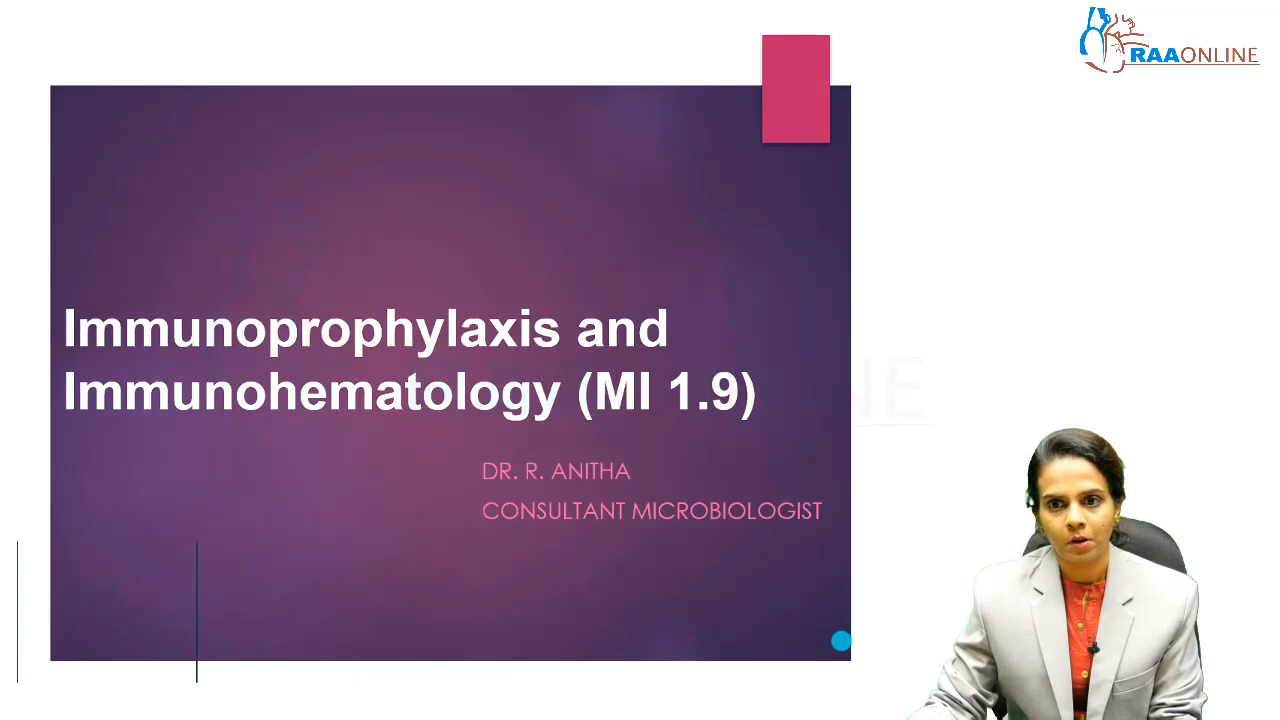 RAAONLINE
Immunoprophylaxis and
Immunohematology (MI 1.9)
DR. R. ANITHA
CONSULTANT MICROBIOLOGIST